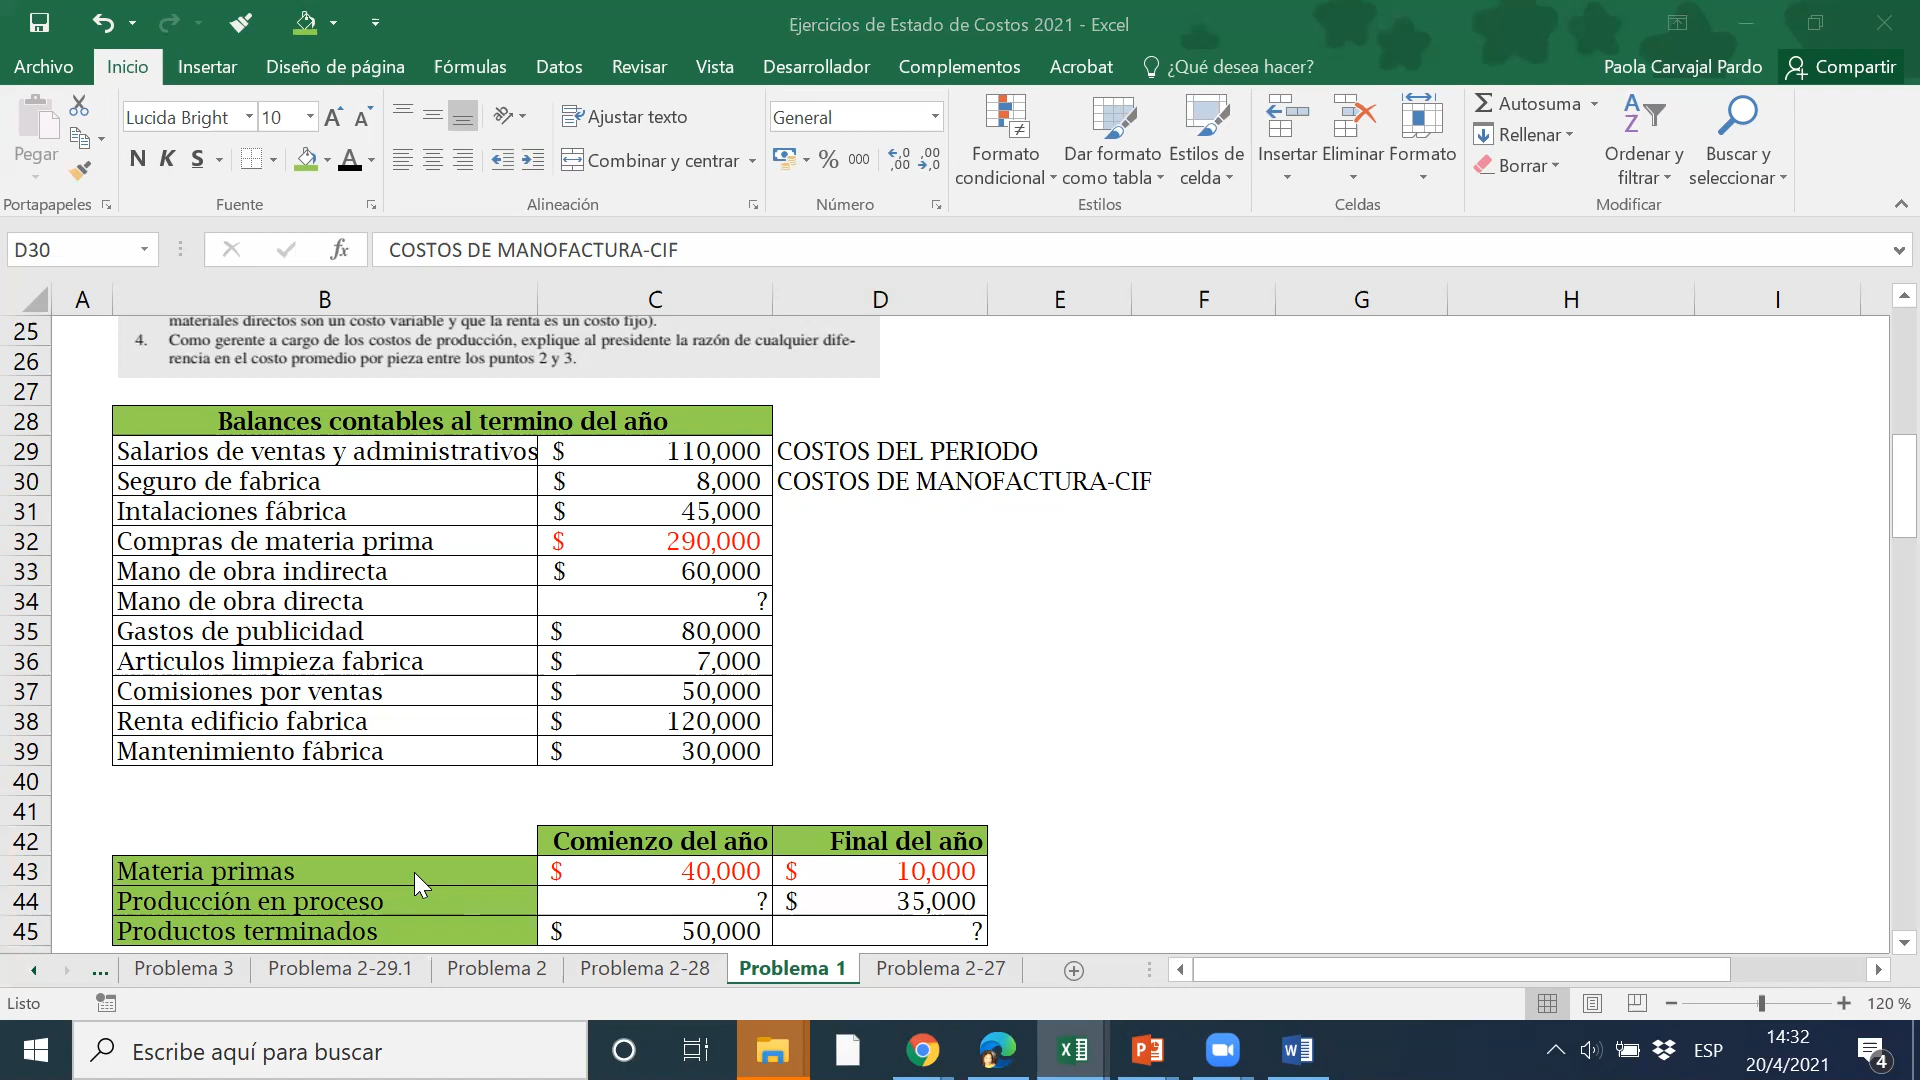 Ejercicios de Estado de Costos 2021 - Excel
Archivo Inicio Insertar Diseño de página Fórmulas Datos Revisar Vista Desarrollador Complementos Acrobat ¿Qué desea hacer? Paola Carvajal Pardo Compartir
Pegar
Portapapeles
Lucida Bright 10
N K S
Fuente
Ajustar texto
Combinar y centrar
Alineación
General
% 000
Número
Formato condicional
Dar formato como tabla
Estilos de celda
Estilos
Insertar Eliminar Formato
Celdas
Autosuma
Rellenar
Borrar
Ordenar y filtrar
Buscar y seleccionar
Modificar
D30 fx COSTOS DE MANOFACTURA-CIF
A B C D E F G H I
25 materiales directos son un costo variable y que la renta es un costo fijo).
4. Como gerente a cargo de los costos de producción, explique al presidente la razón de cualquier dife-
26 rencia en el costo promedio por pieza entre los puntos 2 y 3.
27
28 Balances contables al termino del año
29 Salarios de ventas y administrativos $ 110,000 COSTOS DEL PERIODO
30 Seguro de fabrica $ 8,000 COSTOS DE MANOFACTURA-CIF
31 Intalaciones fábrica $ 45,000
32 Compras de materia prima $ 290,000
33 Mano de obra indirecta $ 60,000
34 Mano de obra directa ?
35 Gastos de publicidad $ 80,000
36 Articulos limpieza fabrica $ 7,000
37 Comisiones por ventas $ 50,000
38 Renta edificio fabrica $ 120,000
39 Mantenimiento fábrica $ 30,000
40
41
42 Comienzo del año Final del año
43 Materia primas $ 40,000 $ 10,000
44 Producción en proceso ? $ 35,000
45 Productos terminados $ 50,000 ?
... Problema 3 Problema 2-29.1 Problema 2 Problema 2-28 Problema 1 Problema 2-27
Listo 120 %
Escribe aquí para buscar
ESP
14:32
20/4/2021
4